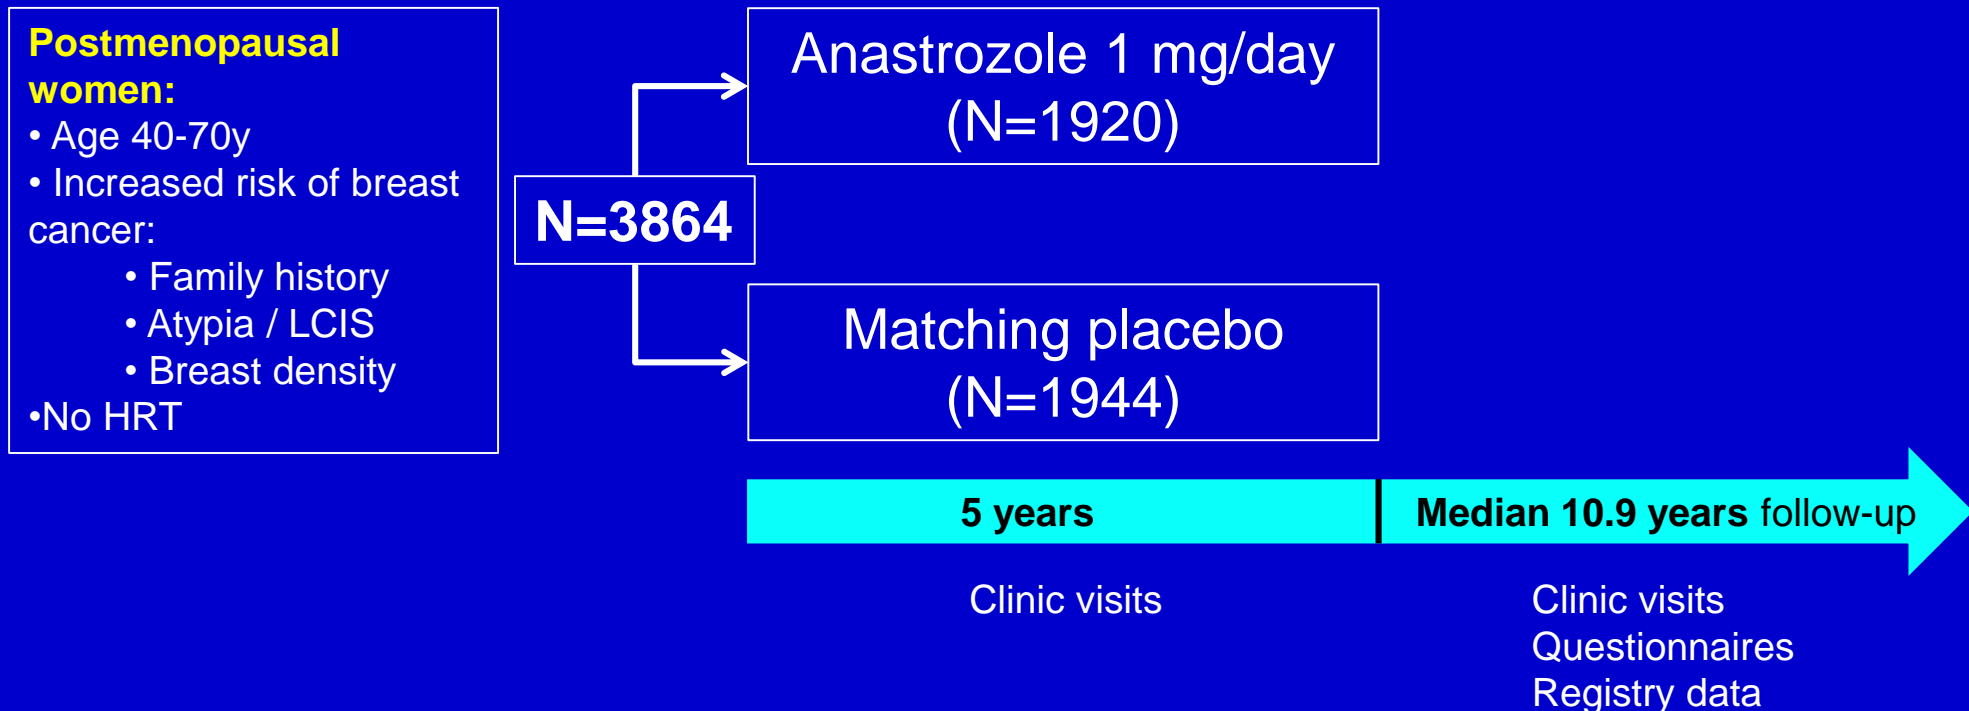 Postmenopausal
women:
• Age 40-70y
• Increased risk of breast
cancer:
• Family history
• Atypia / LCIS
• Breast density
•No HRT
N=3864
Anastrozole 1 mg/day
(N=1920)
Matching placebo
(N=1944)
5 years
Median 10.9 years follow-up
Clinic visits
Clinic visits
Questionnaires
Registry data